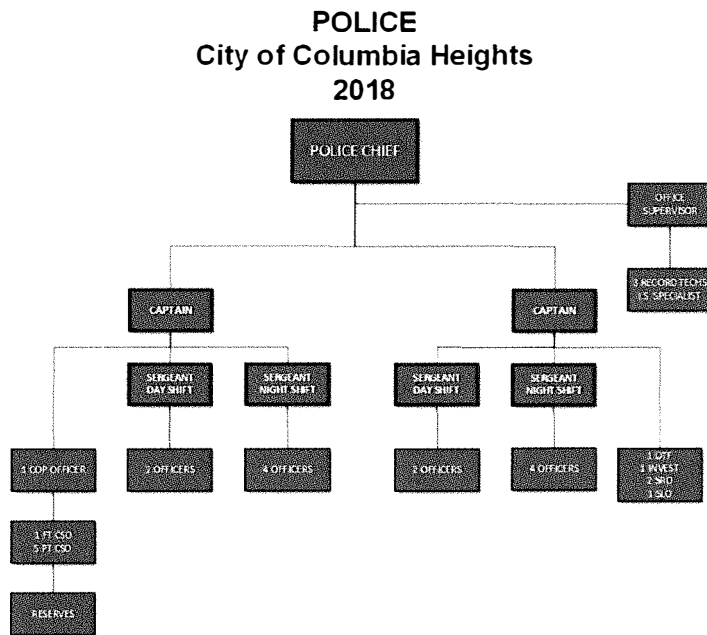 POLICE
City of Columbia Heights
2018
POLICE CHIEF
OFFICE
SUPERVISOR
3 RECORD TECHS
I.S. SPECIALIST
CAPTAIN
CAPTAIN
SERGEANT
DAY SHIFT
SERGEANT
NIGHT SHIFT
SERGEANT
DAY SHIFT
SERGEANT
NIGHT SHIFT
1 COP OFFICER
2 OFFICERS
4 OFFICERS
2 OFFICERS
4 OFFICERS
1 DTF
1 INVEST
2 SRO
1 SLO
1 FT CSO
5 PT CSO
RESERVES